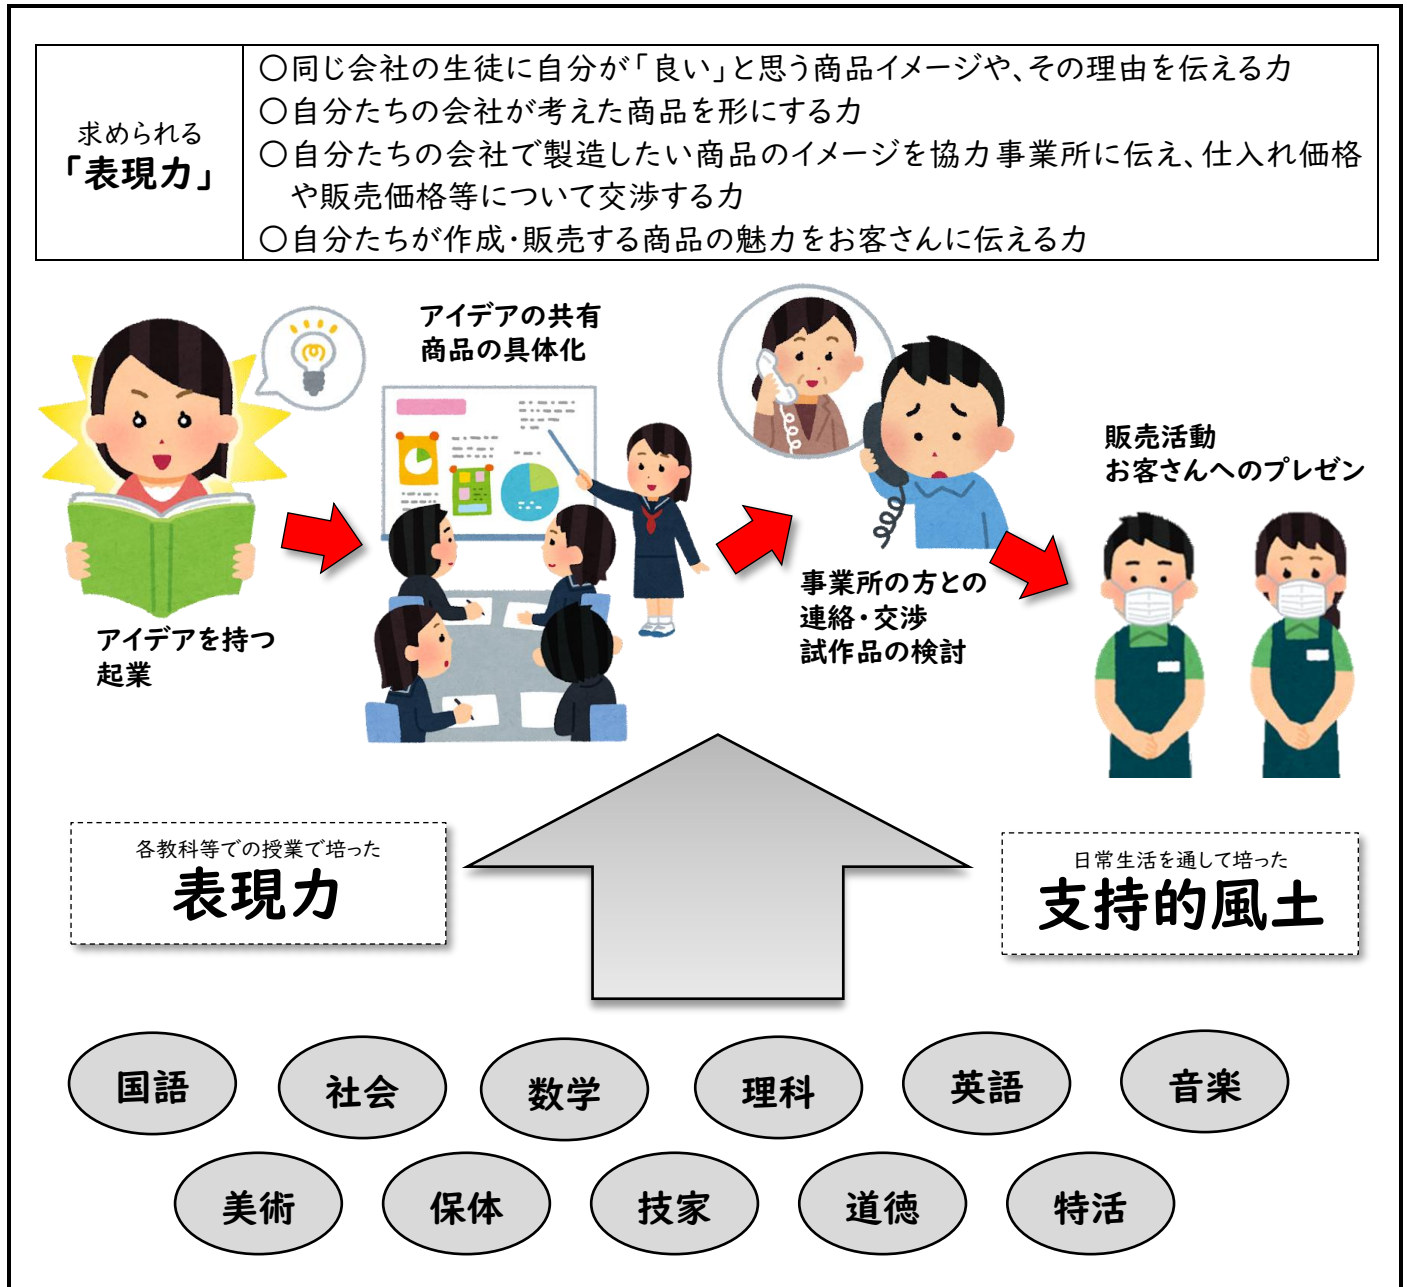 求められる
「表現力」
○同じ会社の生徒に自分が「良い」と思う商品イメージや、その理由を伝える力
○自分たちの会社が考えた商品を形にする力
○自分たちの会社で製造したい商品のイメージを協力事業所に伝え、仕入れ価格
や販売価格等について交渉する力
○自分たちが作成・販売する商品の魅力をお客さんに伝える力
アイデアを持つ
起業
アイデアの共有
商品の具体化
事業所の方との
連絡・交渉
試作品の検討
販売活動
お客さんへのプレゼン
各教科等での授業で培った
表現力
日常生活を通して培った
支持的風土
国語
社会
数学
理科
英語
音楽
美術
保体
技家
道徳
特活